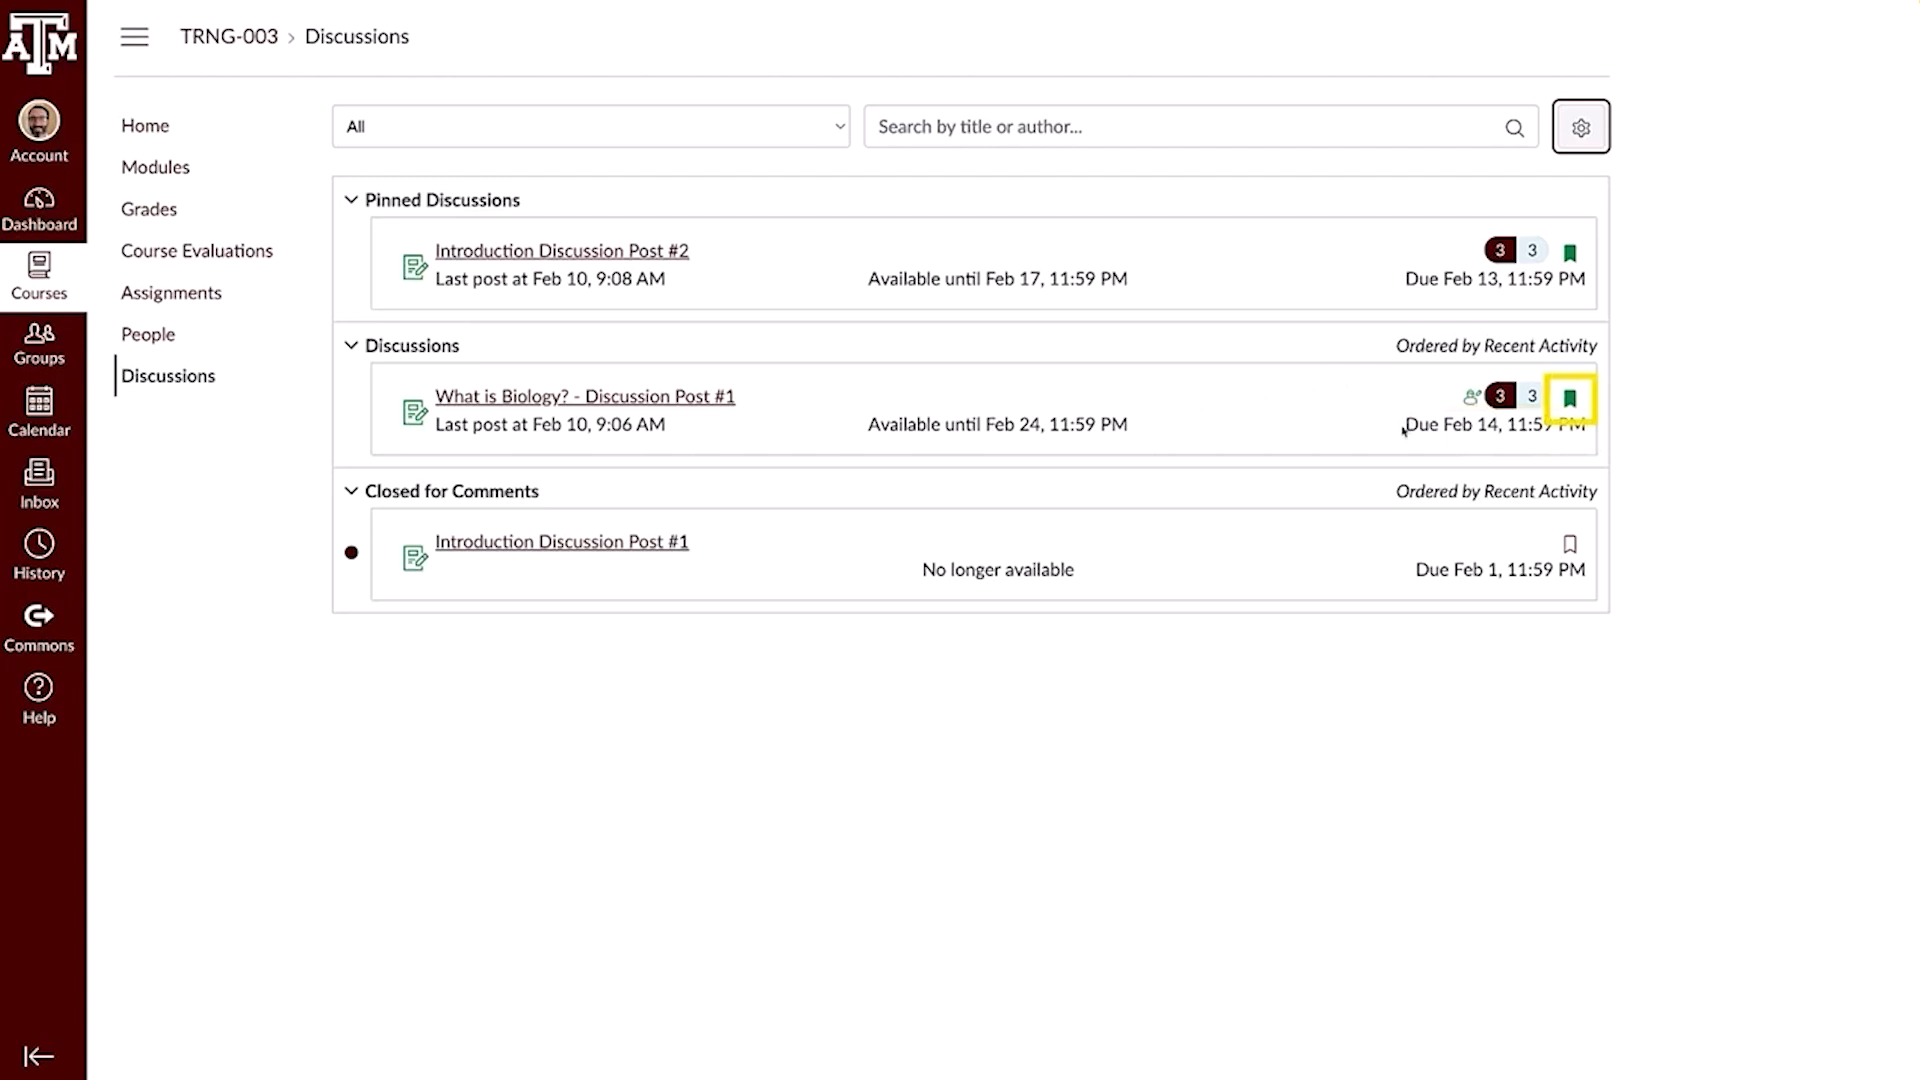 ATM
TRNG-003 > Discussions
Account
Dashboard
Courses
Groups
Calendar
Inbox
History
Commons
Help
Home
Modules
Grades
Course Evaluations
Assignments
People
Discussions
All
Search by title or author...
Pinned Discussions
Introduction Discussion Post #2
3 3
Last post at Feb 10, 9:08 AM Available until Feb 17, 11:59 PM Due Feb 13, 11:59 PM
Discussions Ordered by Recent Activity
What is Biology? - Discussion Post #1
3 3
Last post at Feb 10, 9:06 AM Available until Feb 24, 11:59 PM Due Feb 14, 11:59 PM
Closed for Comments Ordered by Recent Activity
Introduction Discussion Post #1
No longer available Due Feb 1, 11:59 PM